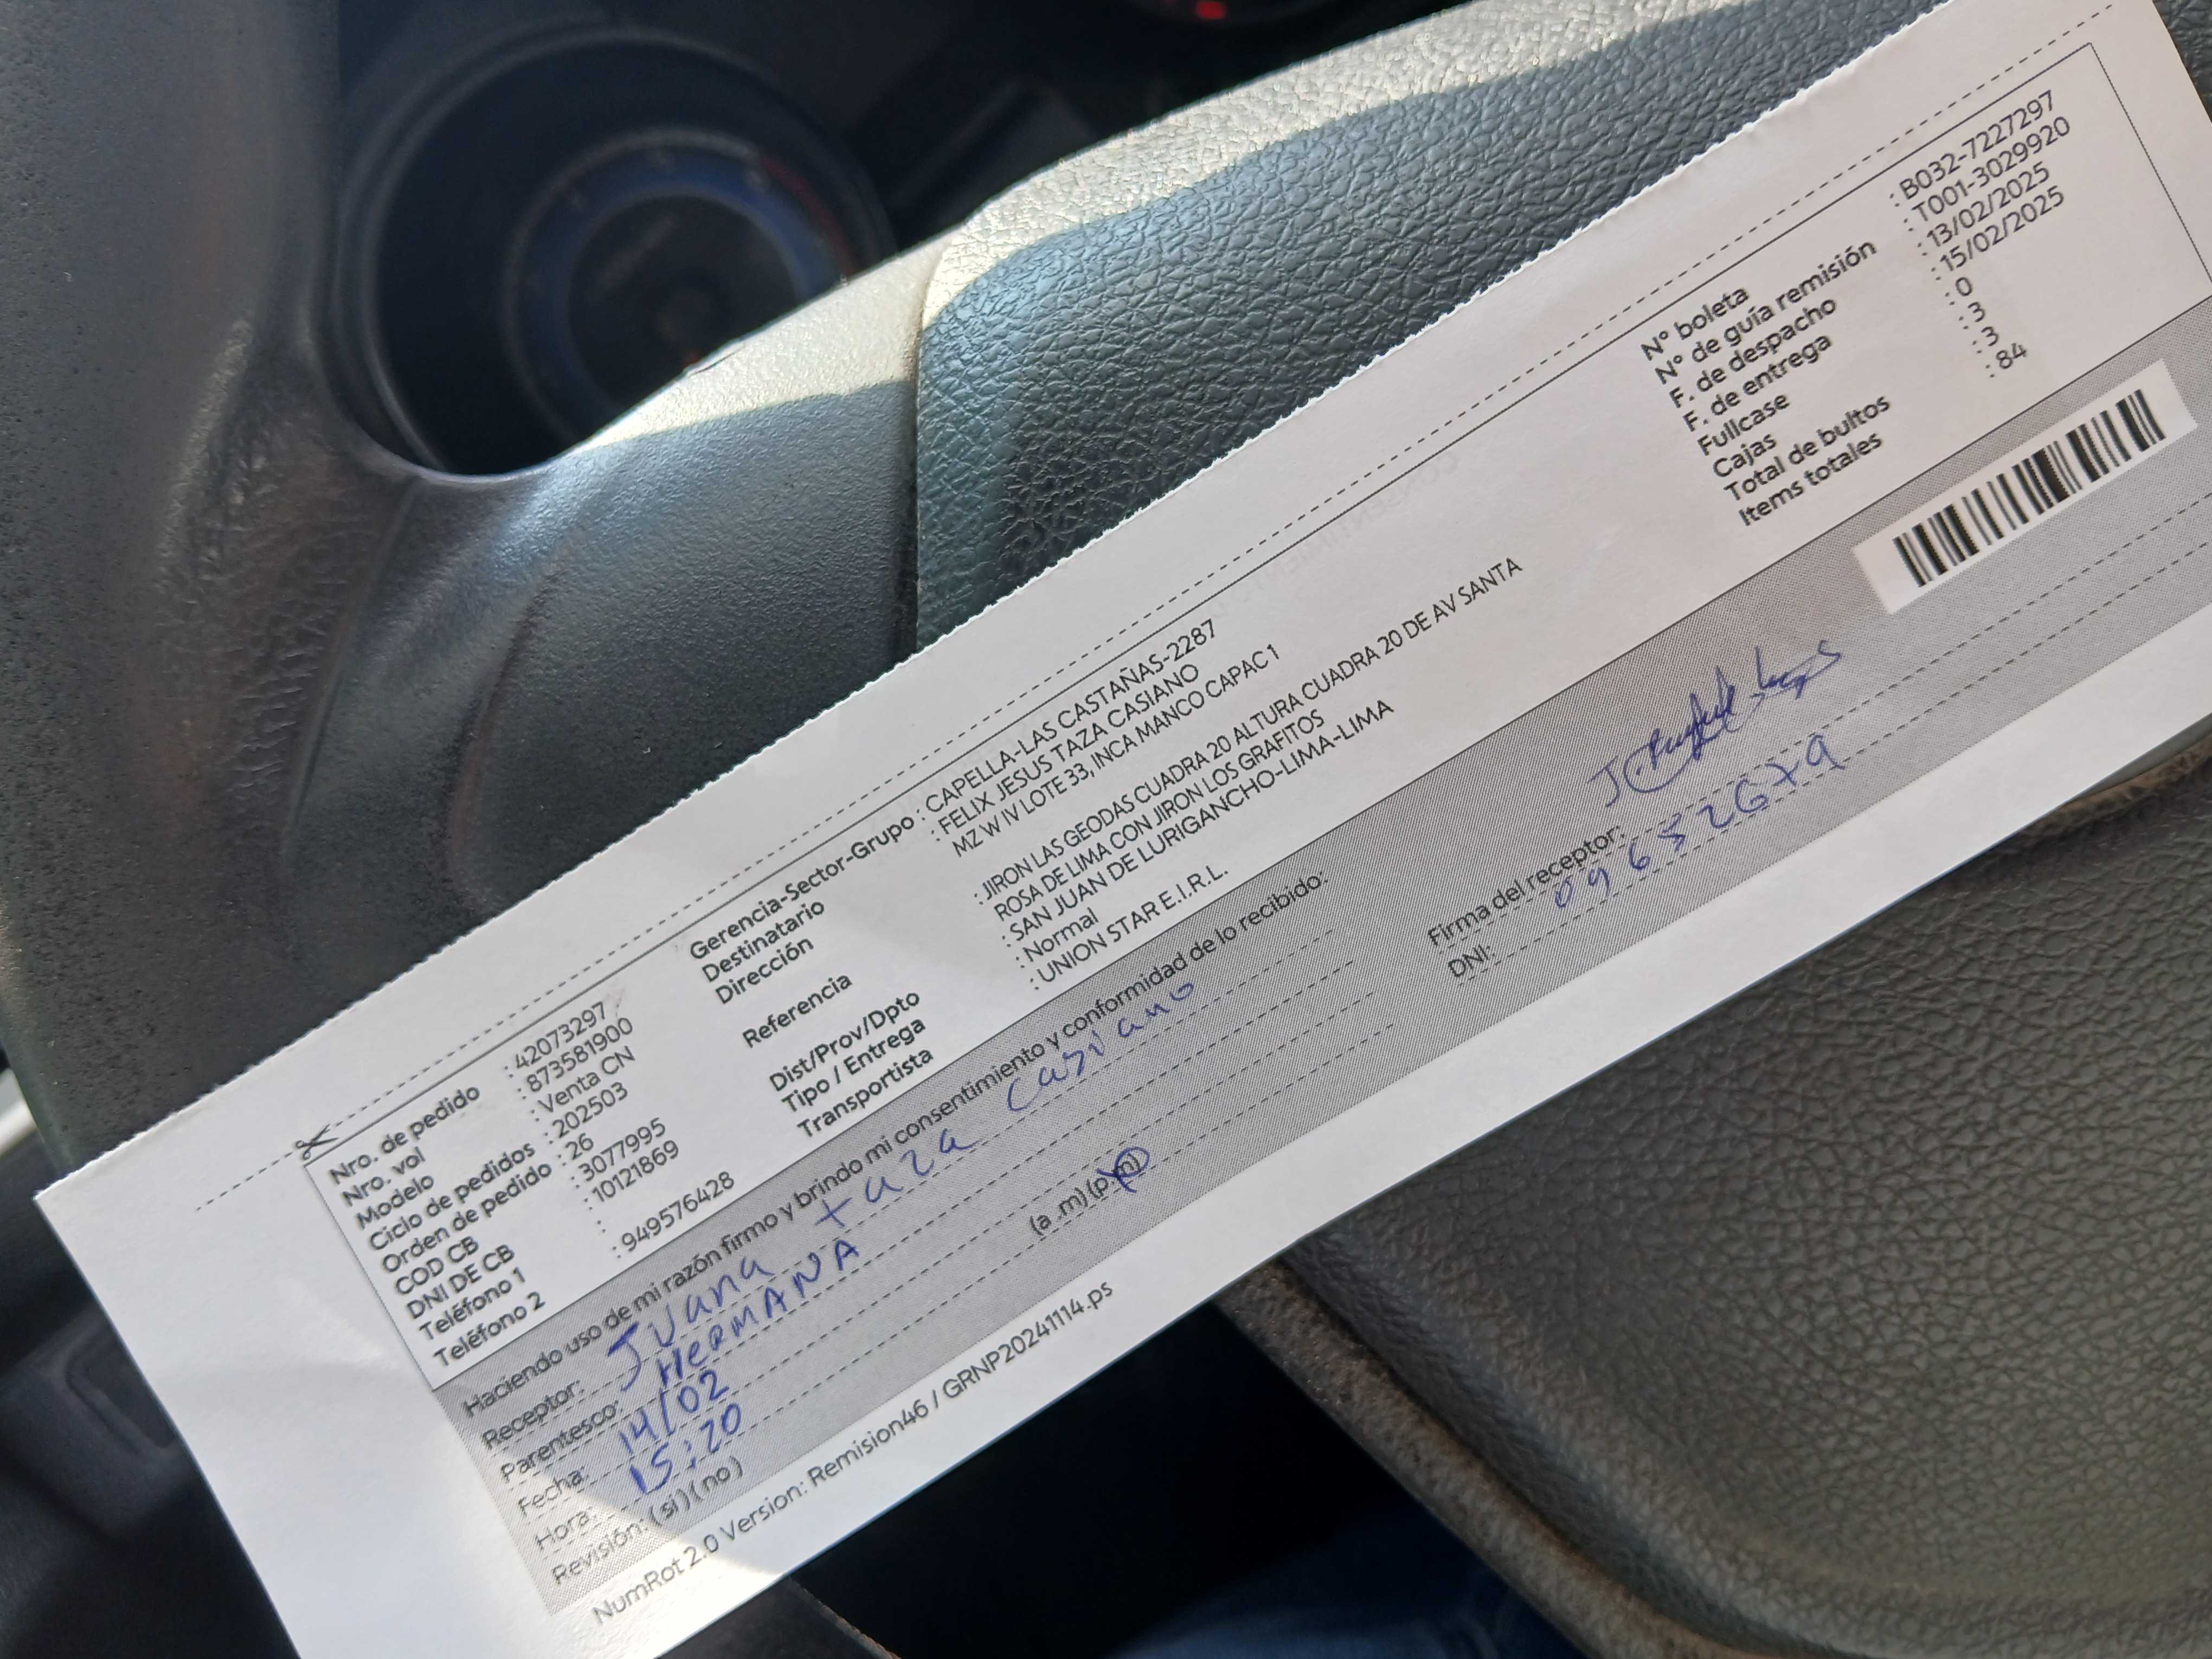 Nro. de pedido : 42073297
Nro. vol : 873581900
Modelo : Venta CN
Ciclo de pedidos : 202503
Orden de pedido : 26
COD CB : 3077995
DNI DE CB : 10121869
Teléfono 1 :
Teléfono 2 : 949576428
Gerencia-Sector-Grupo : CAPELLA-LAS CASTAÑAS-2287
Destinatario : FELIX JESUS TAZA CASIANO
Dirección : MZ W IV LOTE 33, INCA MANCO CAPAC 1
Referencia : JIRON LAS GEODAS CUADRA 20 ALTURA CUADRA 20 DE AV SANTA
ROSA DE LIMA CON JIRON LOS GRAFITOS
Dist/Prov/Dpto : SAN JUAN DE LURIGANCHO-LIMA-LIMA
Tipo / Entrega : Normal
Transportista : UNION STAR E.I.R.L.
N° boleta : B032-7227297
N° de guía remisión : T001-3029920
F. de despacho : 13/02/2025
F. de entrega : 15/02/2025
Fullcase : 0
Cajas : 3
Total de bultos : 3
Items totales : 84
Haciendo uso de mi razón firmo y brindo mi consentimiento y conformidad de lo recibido:
Receptor: Juana taza Casiano
Parentesco: HeRMANA
Fecha: 14/02
Hora: 15:20 (a .m) (p.m)
Revisión: ( si ) ( no )
Firma del receptor:
DNI: 09652679
NumRot 2.0 Version: Remision46 / GRNP20241114.ps